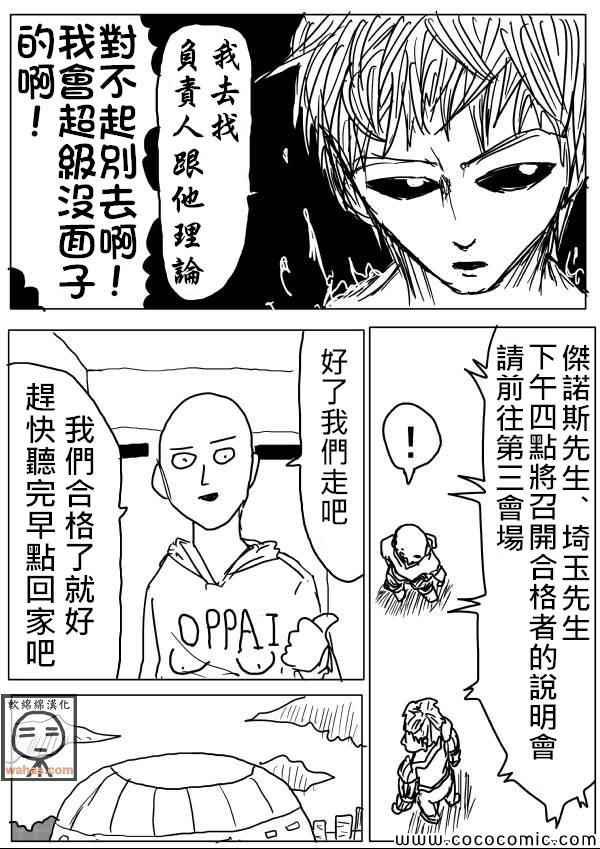 我去找
負責人跟他理論
對不起別去啊！
我會超級沒面子
的啊！
傑諾斯先生、埼玉先生
下午四點將召開合格者的說明會
請前往第三會場
！
好了我們走吧
我們合格了就好
趕快聽完早點回家吧
OPPAI
軟綿綿漢化
wahas.com
www.cococomic.com